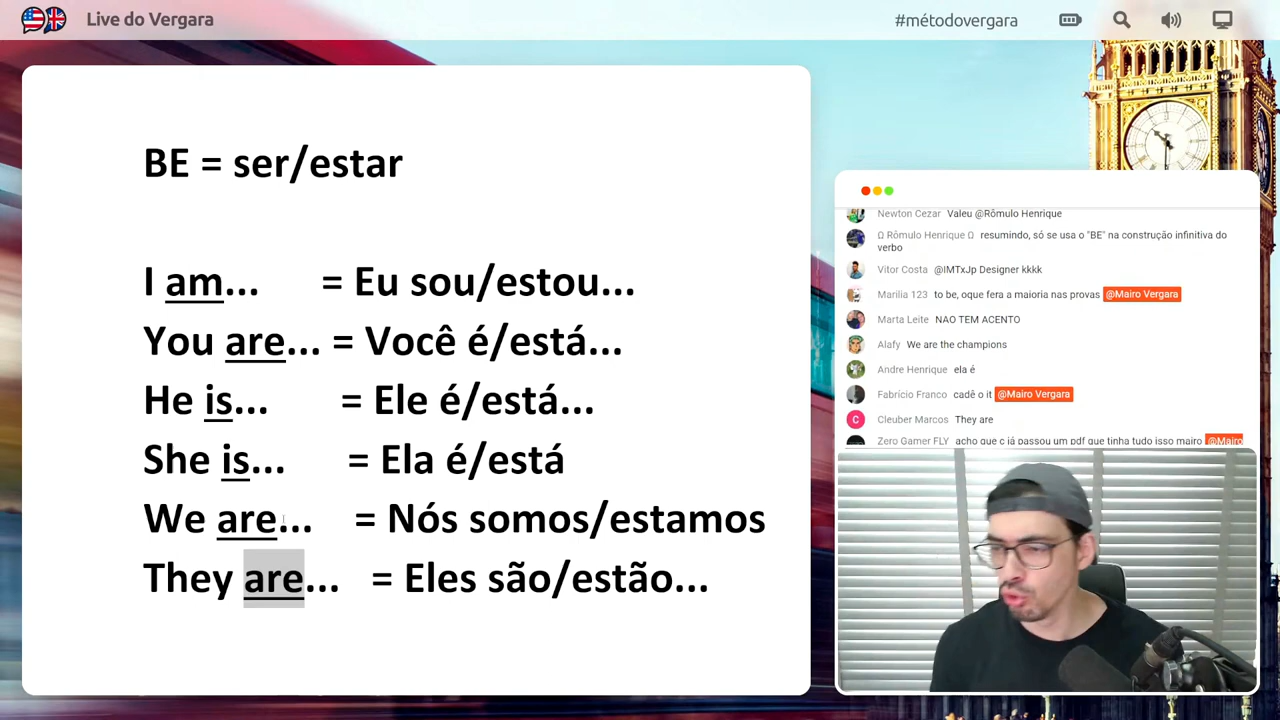 Live do Vergara
#métodovergara
BE = ser/estar
I am... = Eu sou/estou...
You are... = Você é/está...
He is... = Ele é/está...
She is... = Ela é/está
We are... = Nós somos/estamos
They are... = Eles são/estão...
Newton Cezar Valeu @Rômulo Henrique
Ω Rômulo Henrique Ω resumindo, só se usa o "BE" na construção infinitiva do
verbo
Vitor Costa @IMTxJp Designer kkkk
Marilia 123 to be, oque fera a maioria nas provas @Mairo Vergara
Marta Leite NAO TEM ACENTO
Alafy We are the champions
Andre Henrique ela é
Fabrício Franco cadê o it @Mairo Vergara
C Cleuber Marcos They are
Zero Gamer FLY acho que c já passou um pdf que tinha tudo isso mairo @Mairo